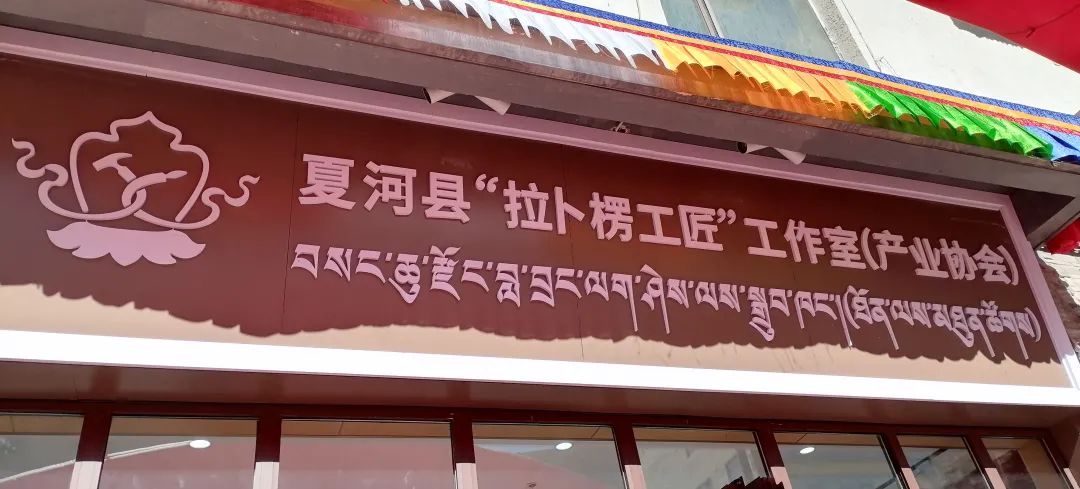 夏河县“拉卜楞工匠”工作室(产业协会)
བསང་ཆུ་རྫོང་བླ་བྲང་ལག་ཤེས་ལས་སྒྲུབ་ཁང་།(ཐོན་ལས་མཐུན་ཚོགས)